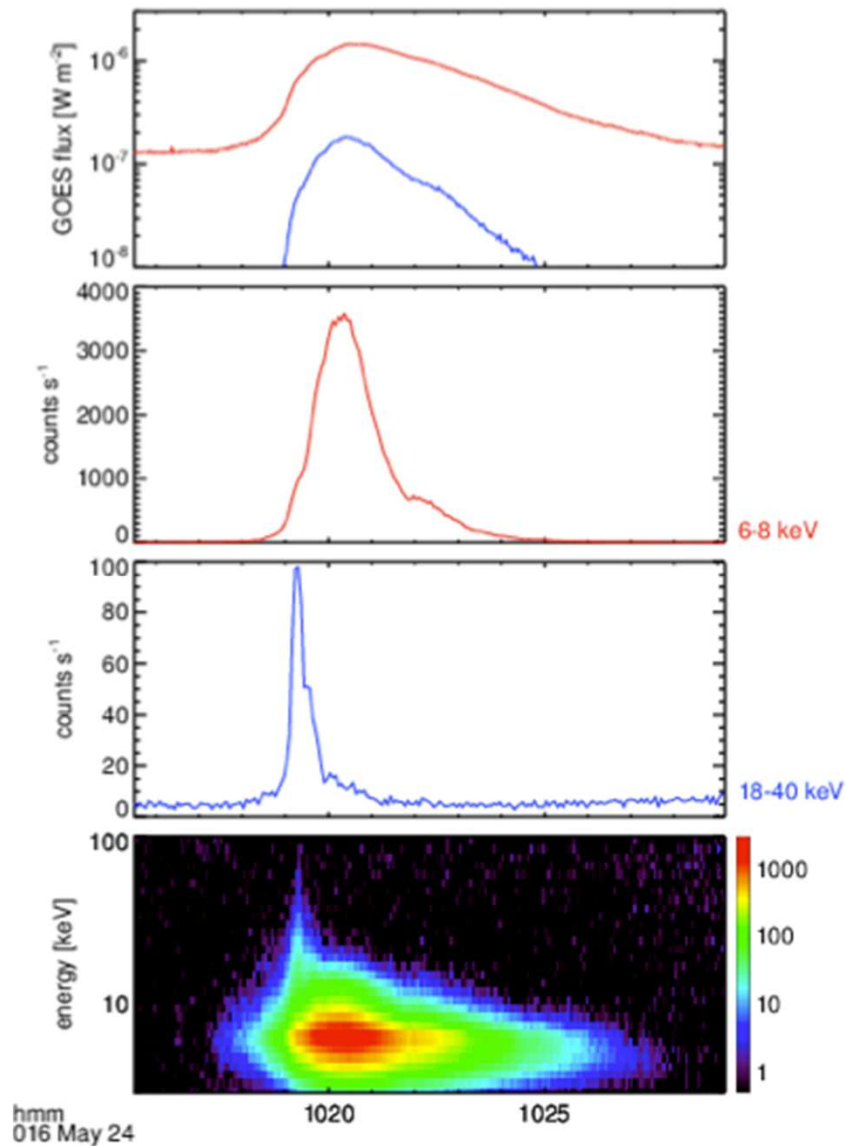 GOES flux [W m⁻²]
10⁻⁶
10⁻⁷
10⁻⁸
counts s⁻¹
4000
3000
2000
1000
0
6-8 keV
counts s⁻¹
100
80
60
40
20
0
18-40 keV
energy [keV]
100
10
1000
100
10
1
1020
1025
hmm
016 May 24